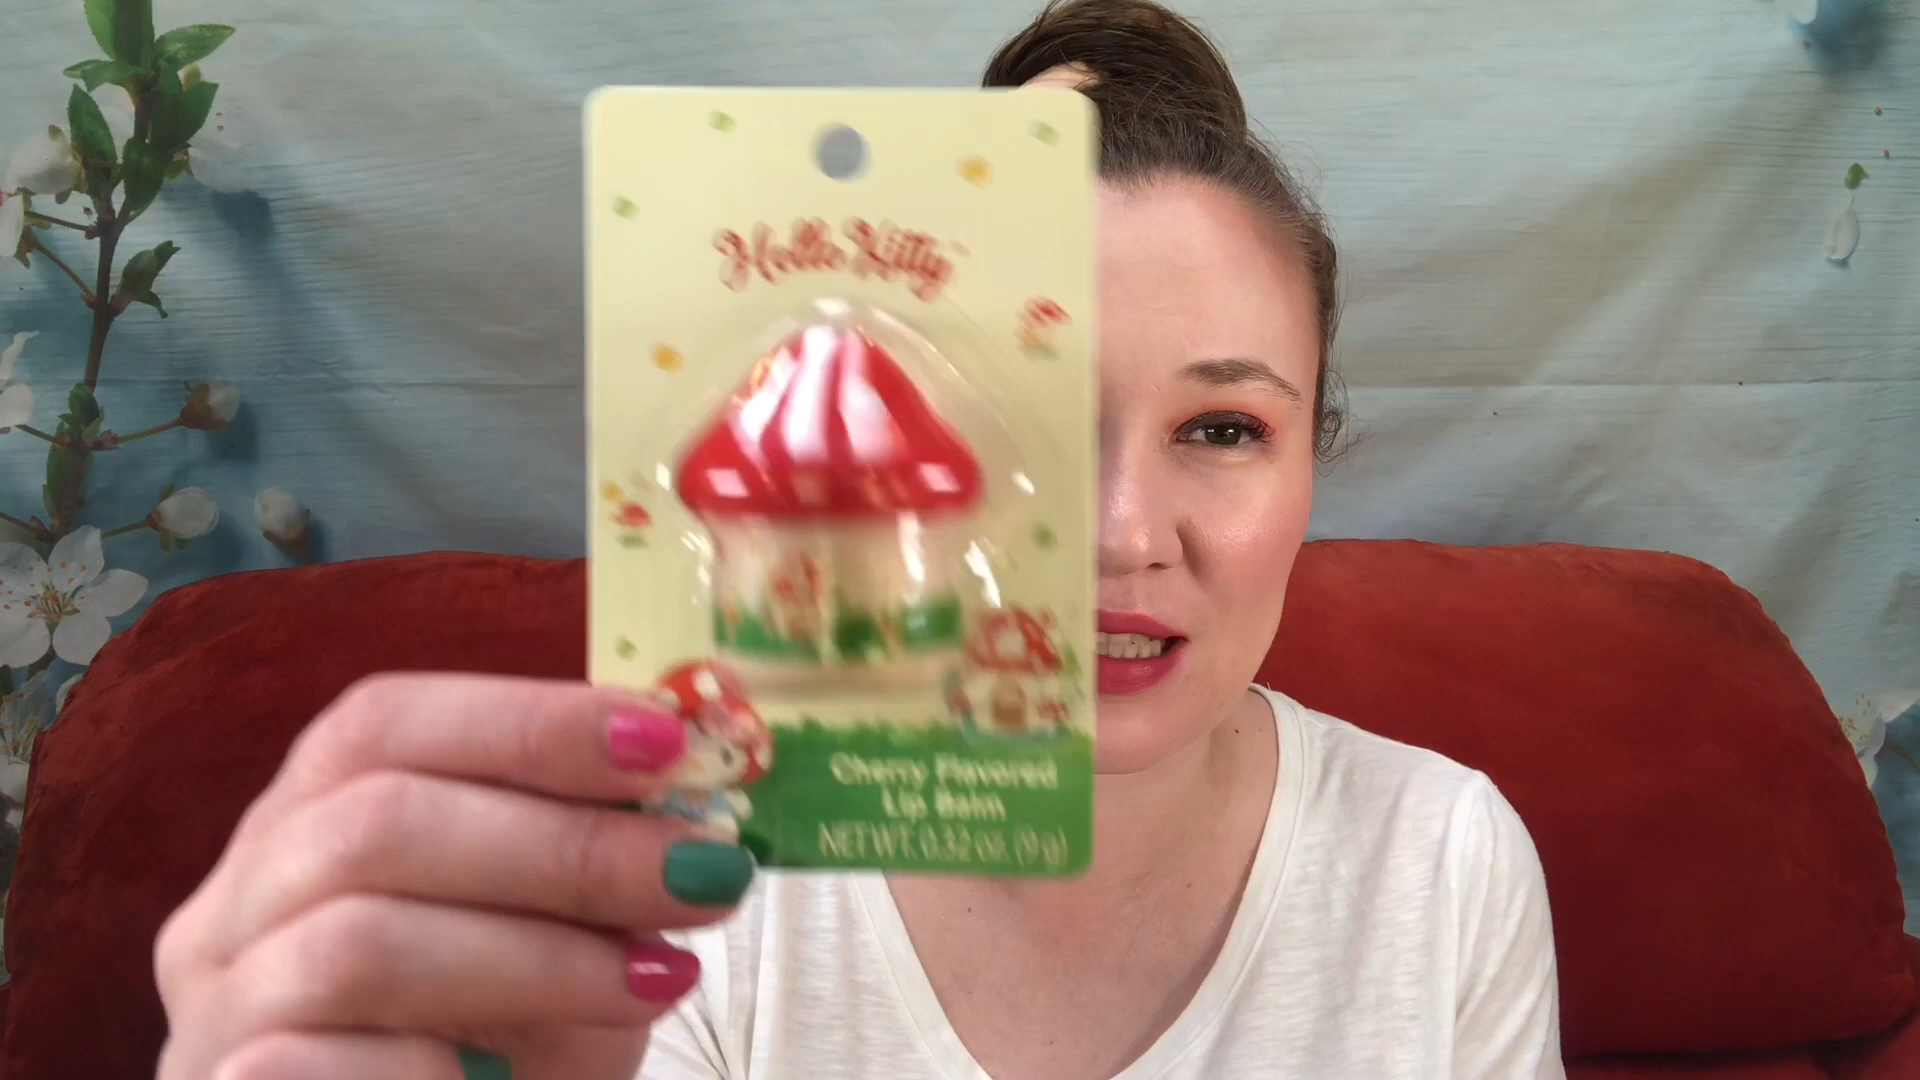 Hello Kitty
Cherry Flavored
Lip Balm
NET WT. 0.32 oz. (9 g)